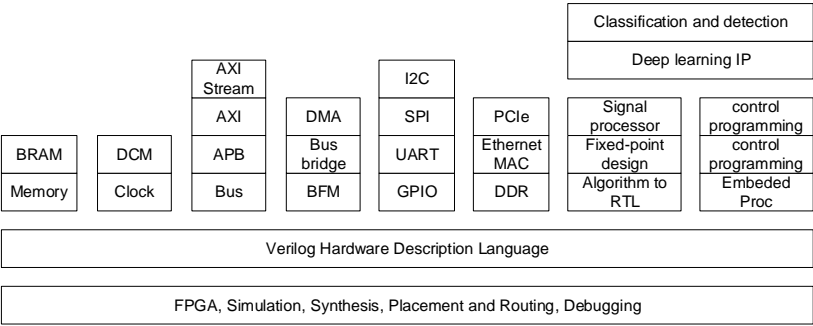 Classification and detection
Deep learning IP
AXI
Stream
I2C
AXI
DMA
SPI
PCIe
Signal
processor
control
programming
BRAM
DCM
APB
Bus
bridge
UART
Ethernet
MAC
Fixed-point
design
control
programming
Memory
Clock
Bus
BFM
GPIO
DDR
Algorithm to
RTL
Embeded
Proc
Verilog Hardware Description Language
FPGA, Simulation, Synthesis, Placement and Routing, Debugging